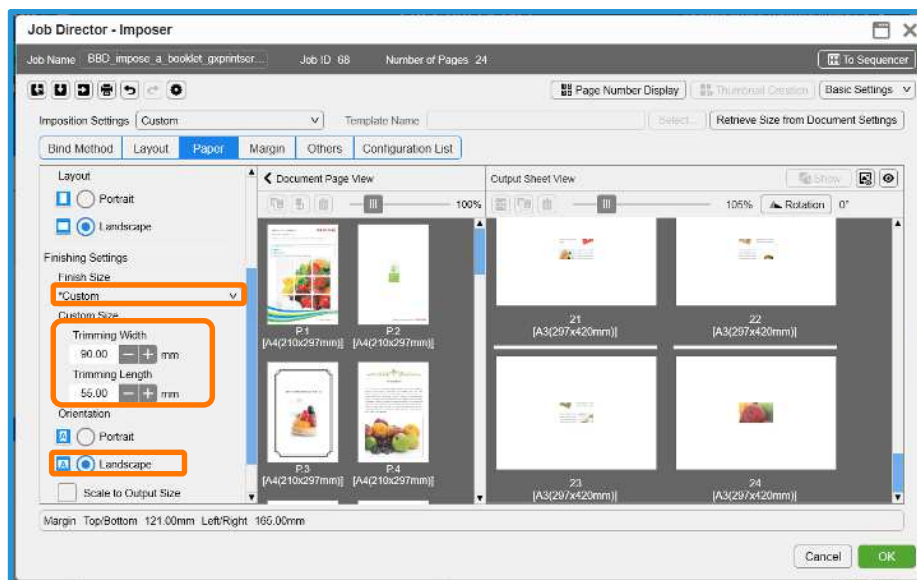 Job Director - Imposer
Job Name BBD_impose_a_booklet_gxprintser... Job ID 68 Number of Pages 24 To Sequencer
Page Number Display Thumbnail Creation Basic Settings
Imposition Settings Custom Template Name Select... Retrieve Size from Document Settings
Bind Method Layout Paper Margin Others Configuration List
Layout
Portrait
Landscape
Finishing Settings
Finish Size
*Custom
Custom Size
Trimming Width
90.00 mm
Trimming Length
55.00 mm
Orientation
Portrait
Landscape
Scale to Output Size
Document Page View
100%
P.1 P.2
[A4(210x297mm)] [A4(210x297mm)]
P.3 P.4
[A4(210x297mm)] [A4(210x297mm)]
Output Sheet View Show
105% Rotation 0°
21 22
[A3(297x420mm)] [A3(297x420mm)]
23 24
[A3(297x420mm)] [A3(297x420mm)]
Margin Top/Bottom 121.00mm Left/Right 165.00mm
Cancel OK